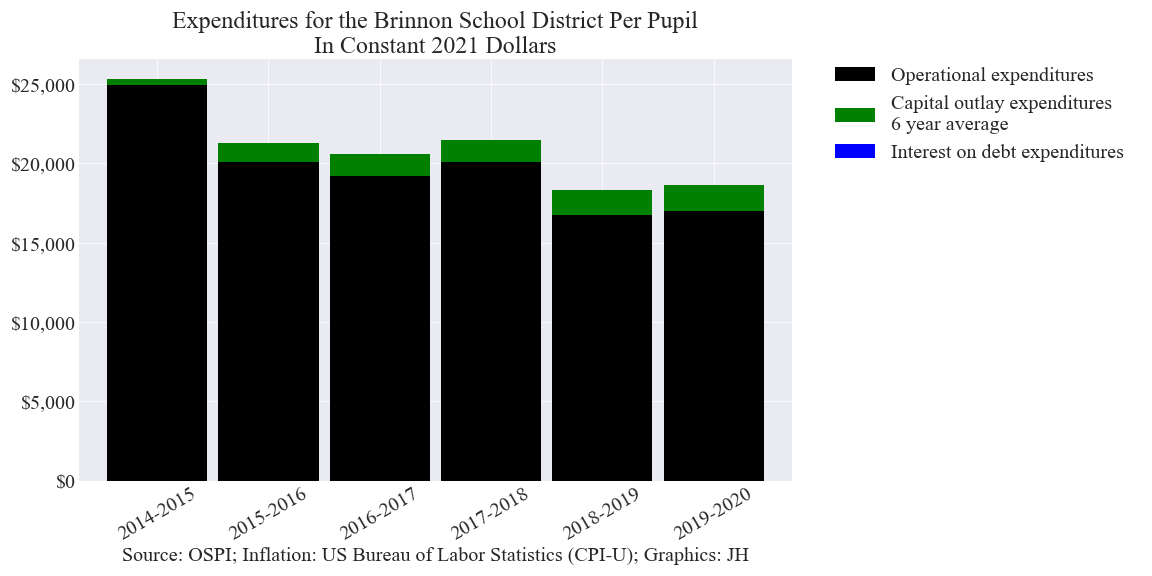 Expenditures for the Brinnon School District Per Pupil
In Constant 2021 Dollars
$25,000
$20,000
$15,000
$10,000
$5,000
$0
2014-2015
2015-2016
2016-2017
2017-2018
2018-2019
2019-2020
Source: OSPI; Inflation: US Bureau of Labor Statistics (CPI-U); Graphics: JH
Operational expenditures
Capital outlay expenditures
6 year average
Interest on debt expenditures